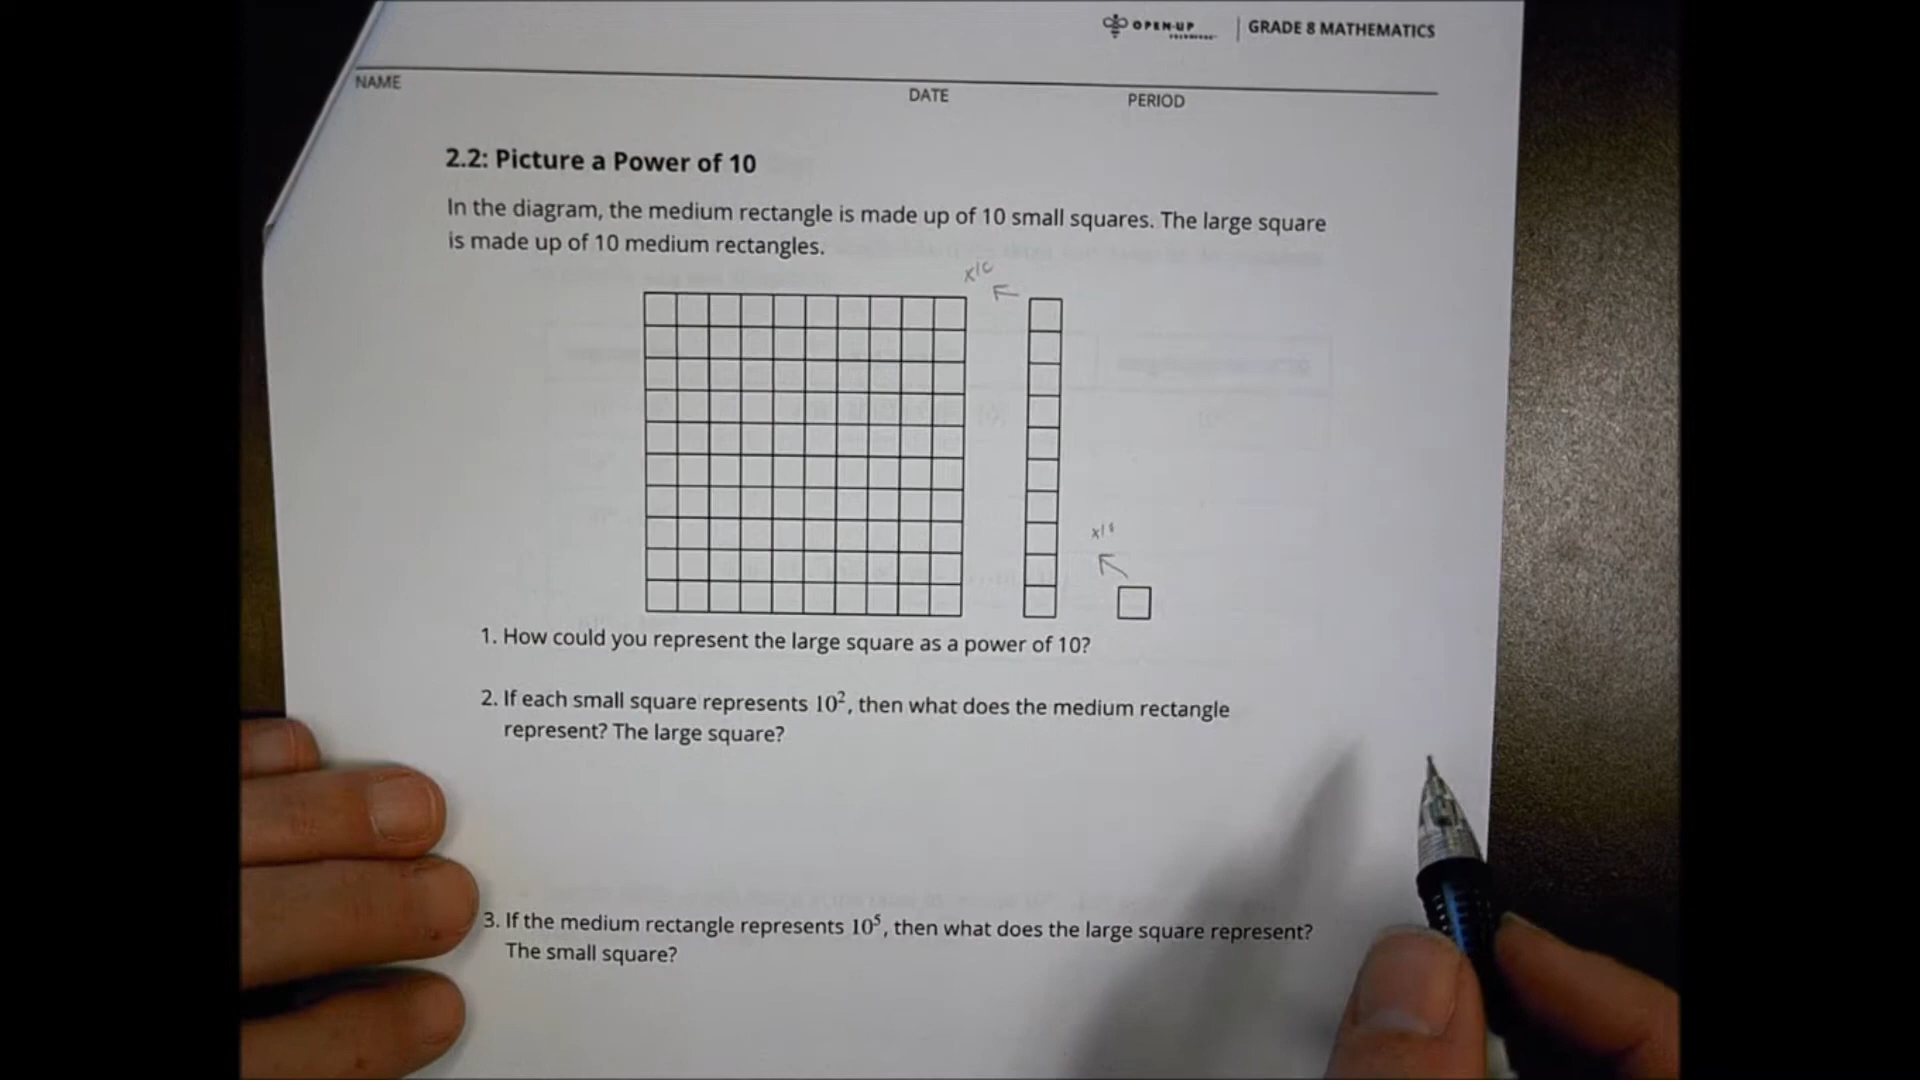 OPEN-UP
GRADE 8 MATHEMATICS
NAME
DATE
PERIOD
2.2: Picture a Power of 10
In the diagram, the medium rectangle is made up of 10 small squares. The large square
is made up of 10 medium rectangles.
x10
x10
1. How could you represent the large square as a power of 10?
2. If each small square represents 10², then what does the medium rectangle
represent? The large square?
3. If the medium rectangle represents 10⁵, then what does the large square represent?
The small square?